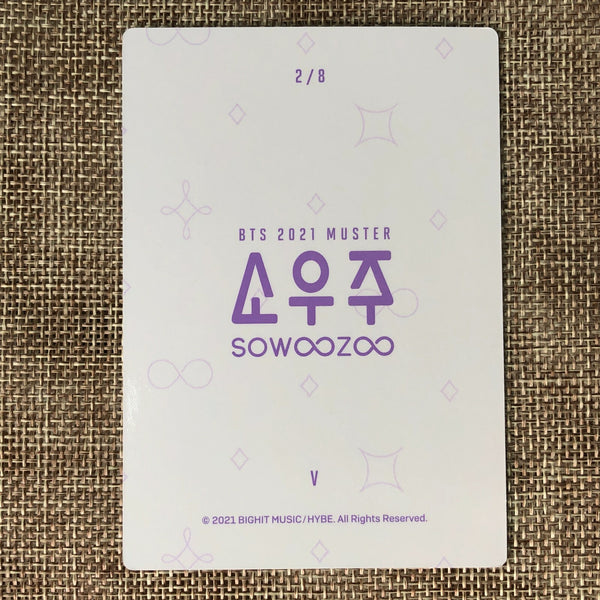 2/8
BTS 2021 MUSTER
소우주
SOWOOZOO
V
© 2021 BIGHIT MUSIC/HYBE. All Rights Reserved.